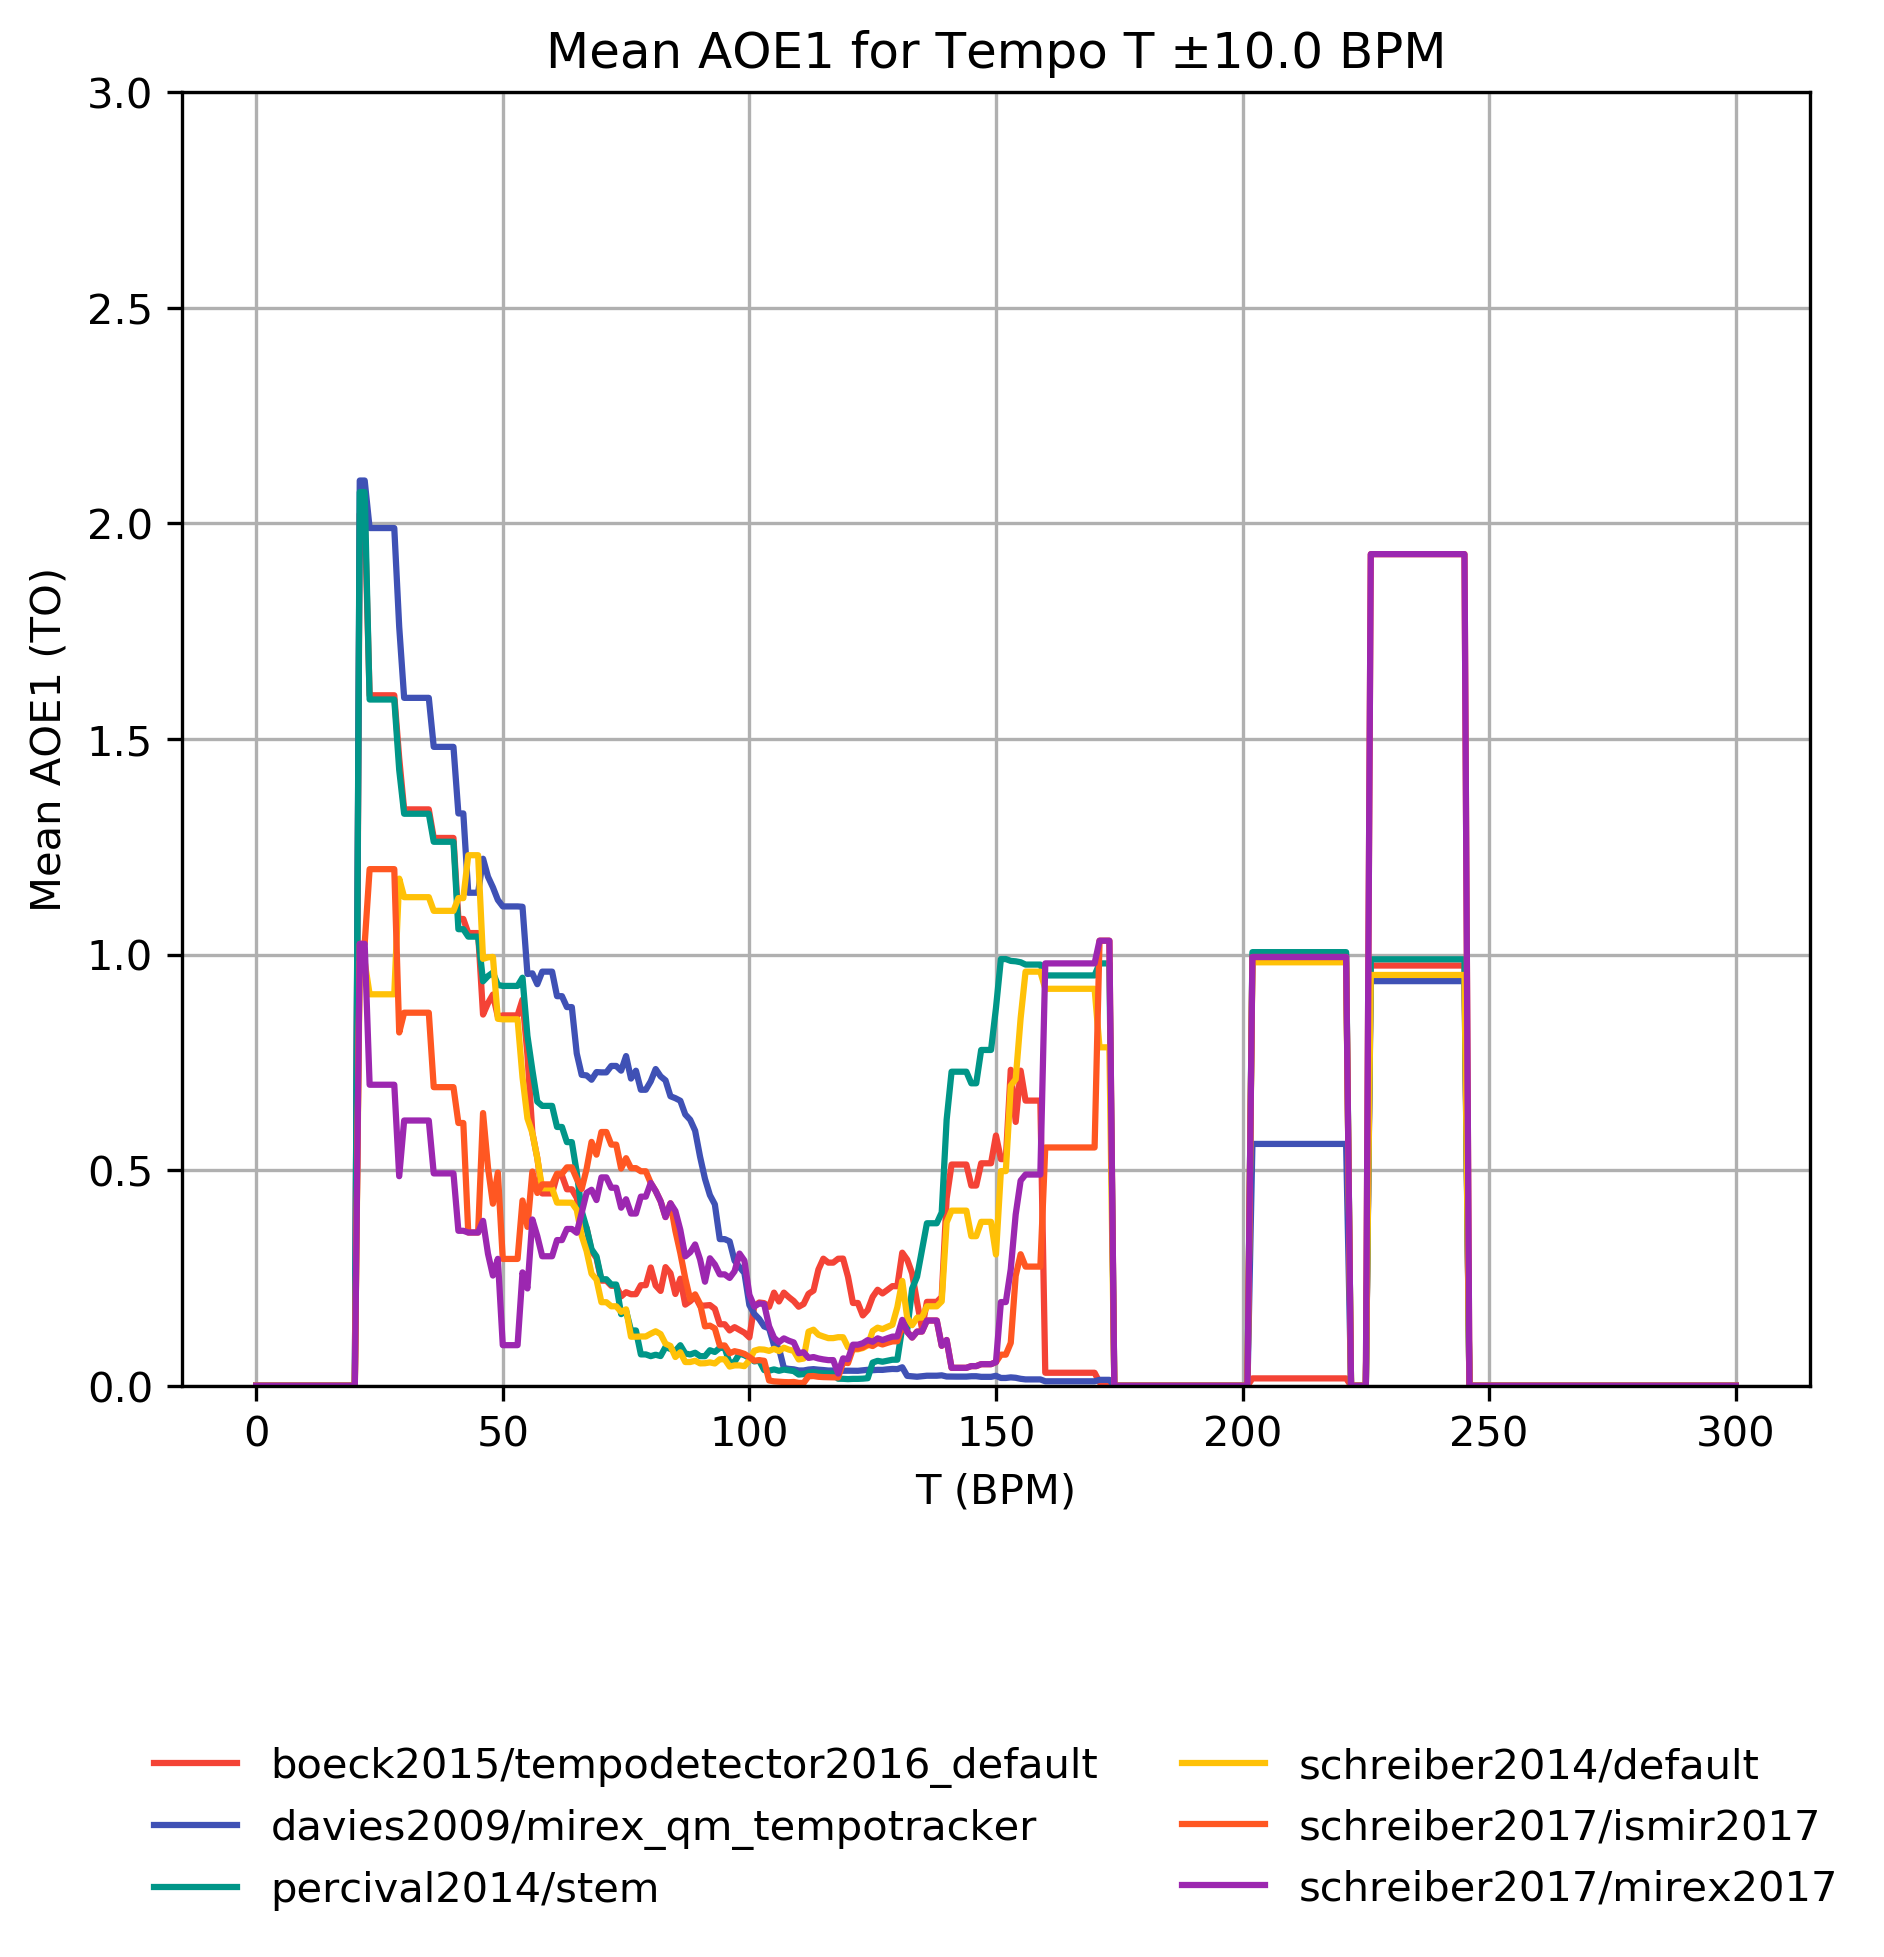 Mean AOE1 for Tempo T ±10.0 BPM
3.0
2.5
2.0
1.5
1.0
0.5
0.0
Mean AOE1 (TO)
0 50 100 150 200 250 300
T (BPM)
boeck2015/tempodetector2016_default
davies2009/mirex_qm_tempotracker
percival2014/stem
schreiber2014/default
schreiber2017/ismir2017
schreiber2017/mirex2017